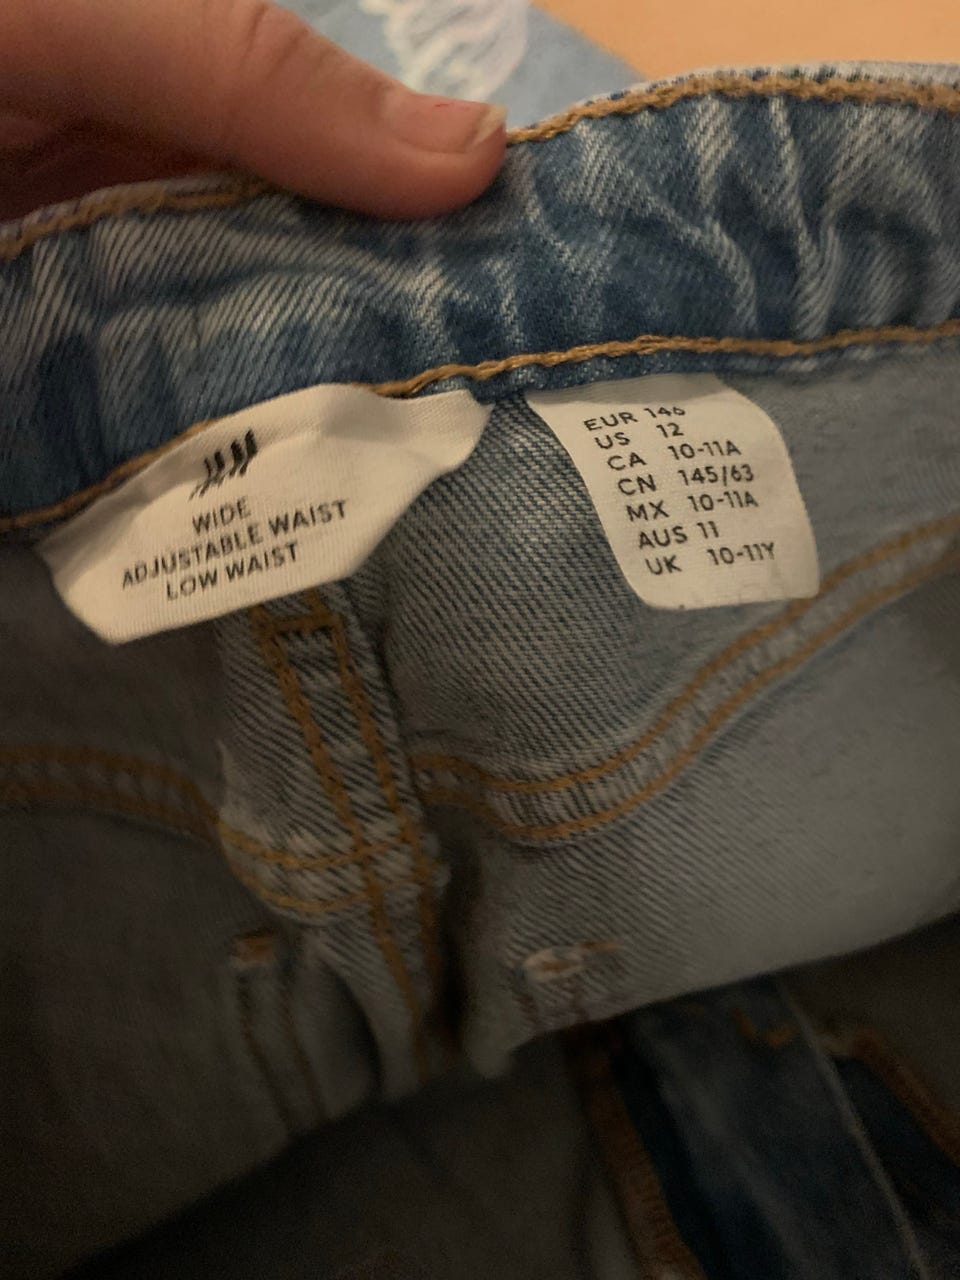 WIDE
ADJUSTABLE WAIST
LOW WAIST
EUR 146
US 12
CA 10-11A
CN 145/63
MX 10-11A
AUS 11
UK 10-11Y